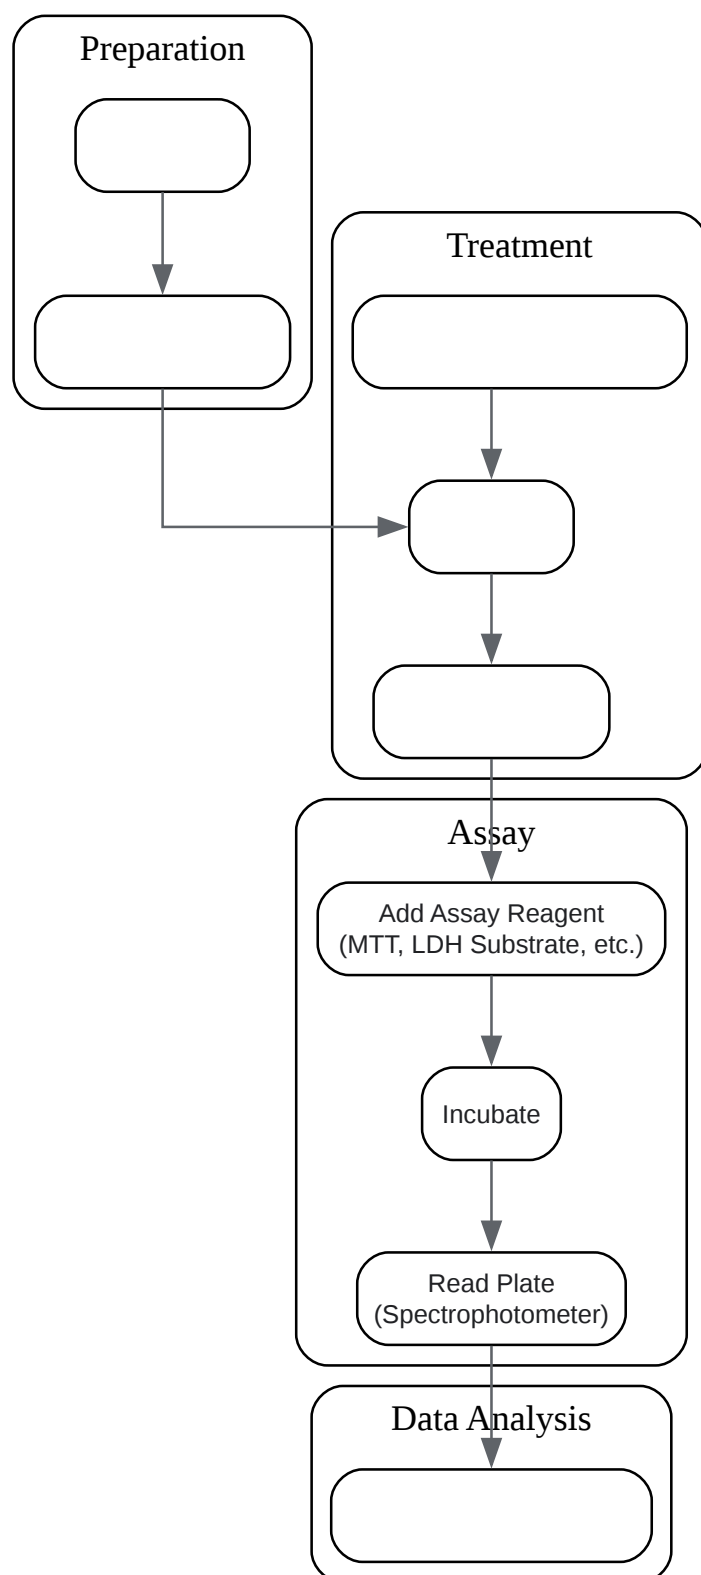 Preparation
Treatment
Assay
Add Assay Reagent
(MTT, LDH Substrate, etc.)
Incubate
Read Plate
(Spectrophotometer)
Data Analysis